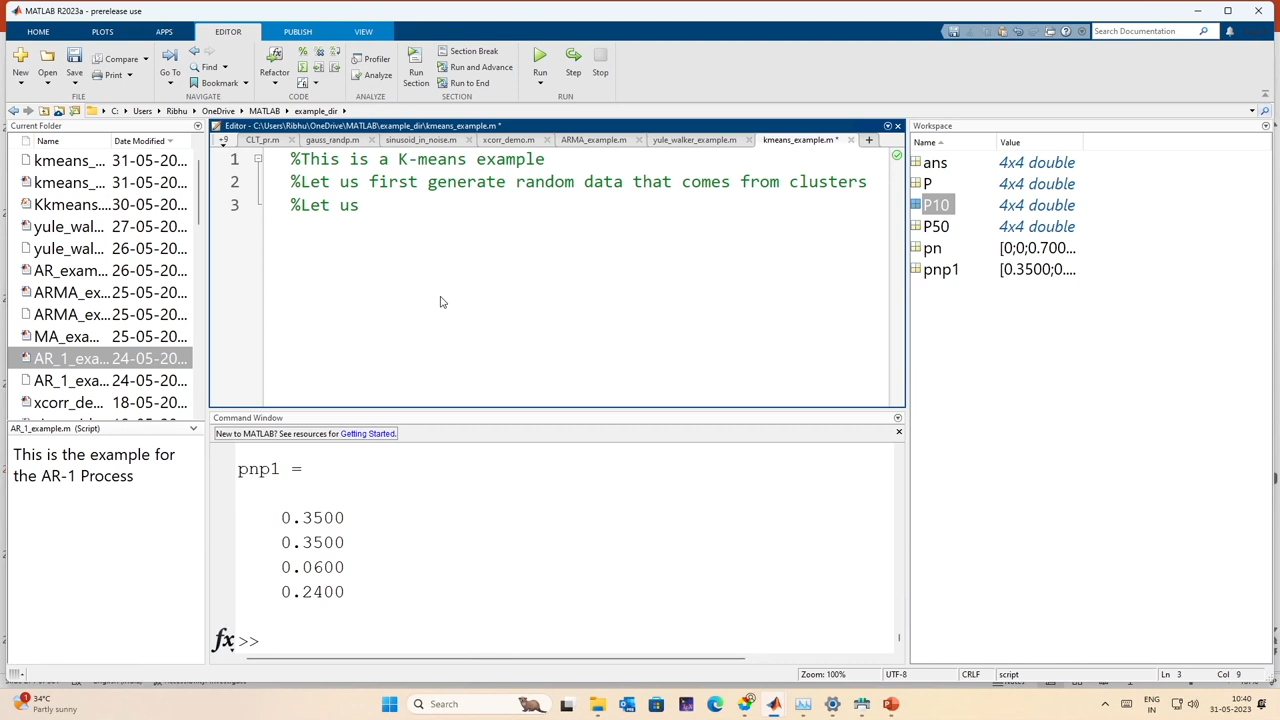 MATLAB R2023a - prerelease use
HOME PLOTS APPS EDITOR PUBLISH VIEW
Search Documentation
New Open Save Compare Print Go To Find Bookmark Refactor Profiler Analyze Run Section Section Break Run and Advance Run to End Run Step Stop
FILE NAVIGATE CODE ANALYZE SECTION RUN
C: Users Ribhu OneDrive MATLAB example_dir
Current Folder
Name Date Modified
kmeans_... 31-05-20...
kmeans_... 31-05-20...
Kkmeans... 30-05-20...
yule_wal... 27-05-20...
yule_wal... 26-05-20...
AR_exam... 26-05-20...
ARMA_ex... 25-05-20...
ARMA_ex... 25-05-20...
MA_exa... 25-05-20...
AR_1_exa... 24-05-20...
AR_1_exa... 24-05-20...
xcorr_de... 18-05-20...
AR_1_example.m (Script)
This is the example for
the AR-1 Process
Editor - C:\Users\Ribhu\OneDrive\MATLAB\example_dir\kmeans_example.m *
+9 CLT_pr.m gauss_randp.m sinusoid_in_noise.m xcorr_demo.m ARMA_example.m yule_walker_example.m kmeans_example.m * +
1 %This is a K-means example
2 %Let us first generate random data that comes from clusters
3 %Let us
Command Window
New to MATLAB? See resources for Getting Started.
pnp1 =
0.3500
0.3500
0.0600
0.2400
fx >>
Workspace
Name Value
ans 4x4 double
P 4x4 double
P10 4x4 double
P50 4x4 double
pn [0;0;0.700...
pnp1 [0.3500;0....
Zoom: 100% UTF-8 CRLF script Ln 3 Col 9
34°C
Partly sunny
Search
ENG
IN
10:40
31-05-2023